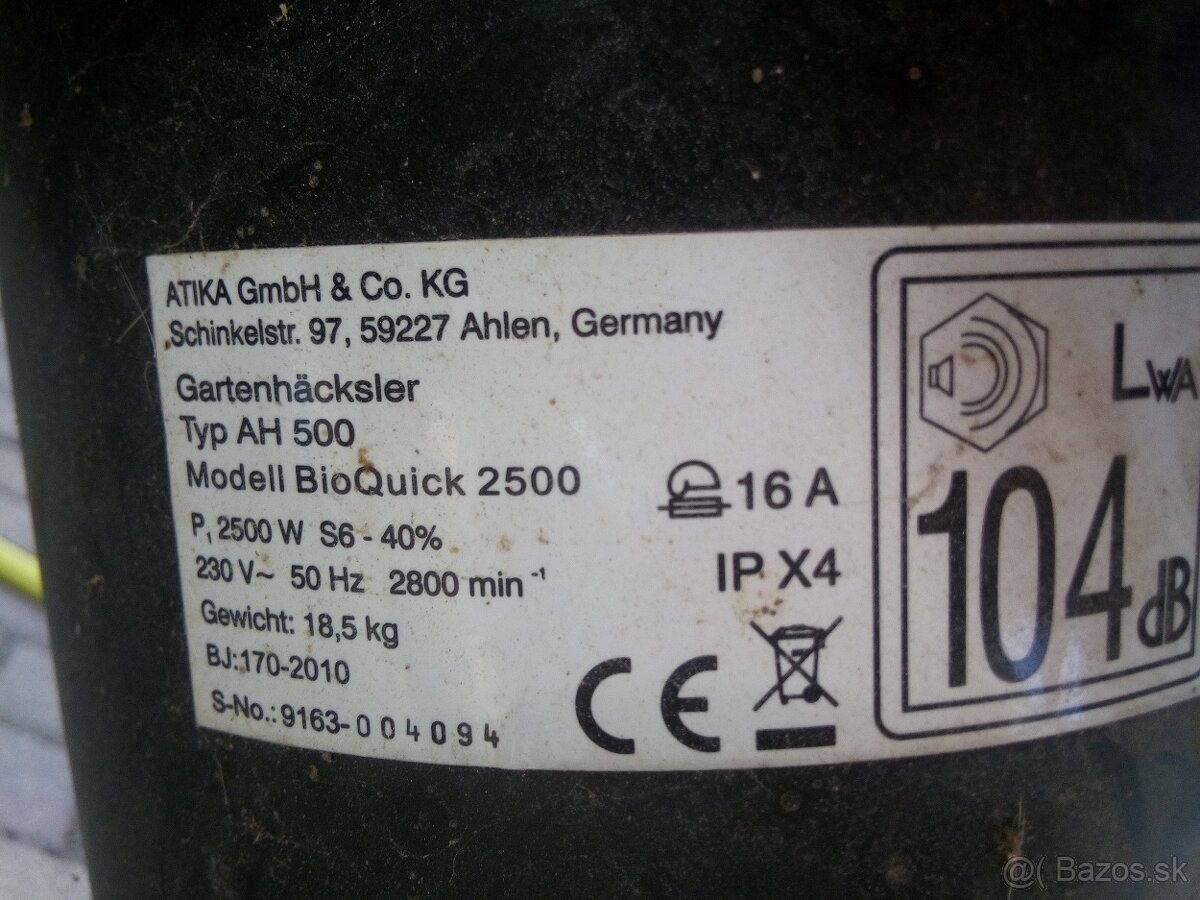 ATIKA GmbH & Co. KG
Schinkelstr. 97, 59227 Ahlen, Germany
Gartenhäcksler
Typ AH 500
Modell BioQuick 2500
16 A
P₁ 2500 W S6 - 40%
IP X4
230 V~ 50 Hz 2800 min⁻¹
Gewicht: 18,5 kg
BJ:170-2010
S-No.: 9163-004094
CE
LWA
104 dB
@( Bazos.sk